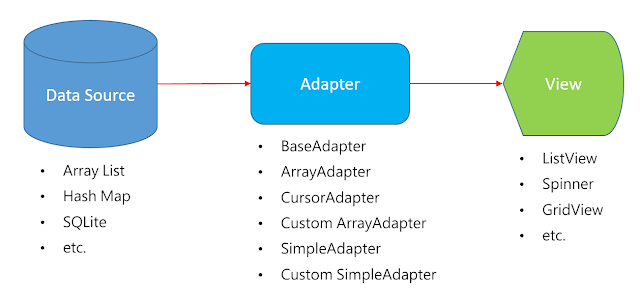 Data Source
Adapter
View
• Array List
• Hash Map
• SQLite
• etc.
• BaseAdapter
• ArrayAdapter
• CursorAdapter
• Custom ArrayAdapter
• SimpleAdapter
• Custom SimpleAdapter
• ListView
• Spinner
• GridView
• etc.